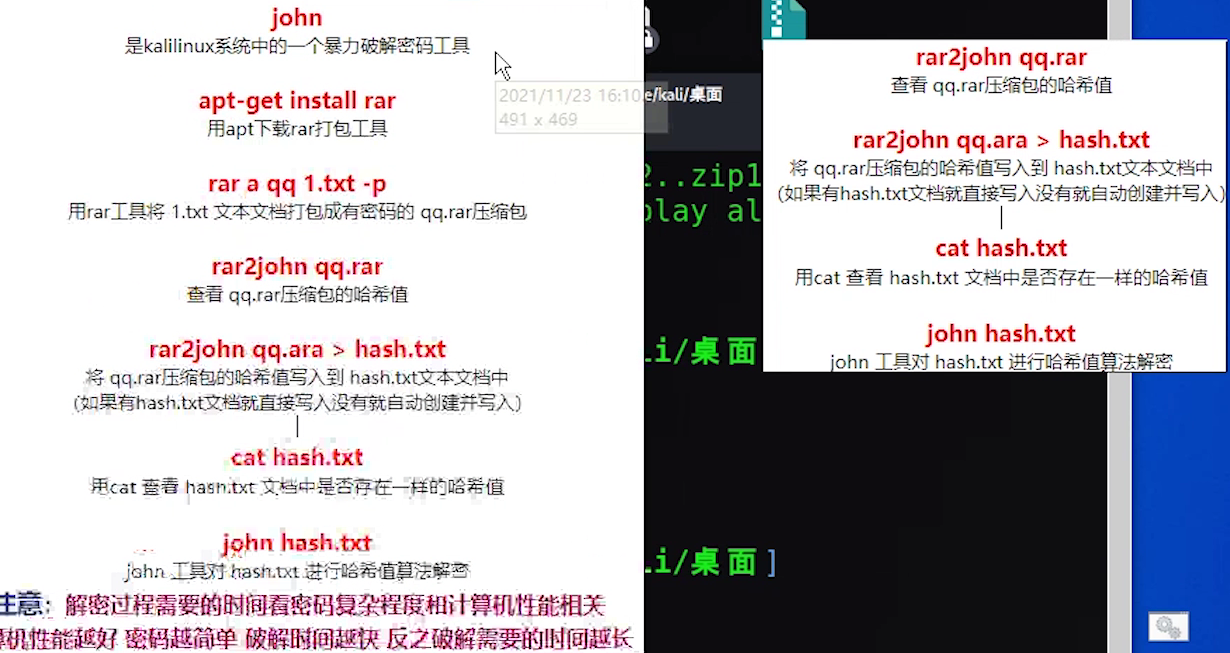 john
是kalilinux系统中的一个暴力破解密码工具
apt-get install rar
用apt下载rar打包工具
rar a qq 1.txt -p
用rar工具将 1.txt 文本文档打包成有密码的 qq.rar压缩包
rar2john qq.rar
查看 qq.rar压缩包的哈希值
rar2john qq.ara > hash.txt
将 qq.rar压缩包的哈希值写入到 hash.txt文本文档中
(如果有hash.txt文档就直接写入没有就自动创建并写入)
cat hash.txt
用cat 查看 hash.txt 文档中是否存在一样的哈希值
john hash.txt
john 工具对 hash.txt 进行哈希值算法解密
注意：解密过程需要的时间看密码复杂程度和计算机性能相关
机性能越好 密码越简单 破解时间越快 反之破解需要的时间越长
2021/11/23 16:10
491 x 469
e/kali/桌面
2..zip1
play al
li/桌面
li/桌面]
rar2john qq.rar
查看 qq.rar压缩包的哈希值
rar2john qq.ara > hash.txt
将 qq.rar压缩包的哈希值写入到 hash.txt文本文档中
(如果有hash.txt文档就直接写入没有就自动创建并写入)
cat hash.txt
用cat 查看 hash.txt 文档中是否存在一样的哈希值
john hash.txt
john 工具对 hash.txt 进行哈希值算法解密